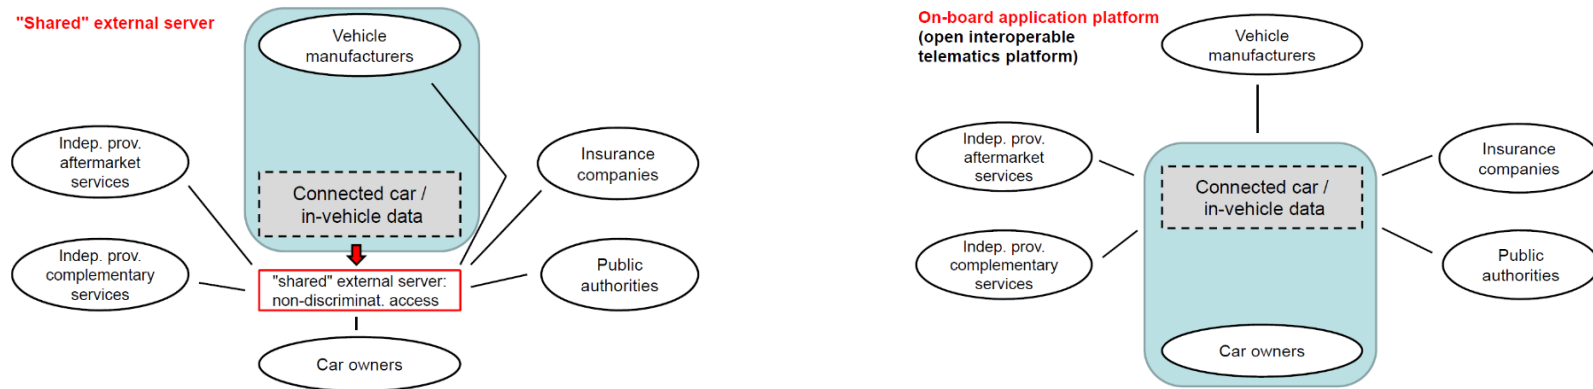 "Shared" external server
Vehicle
manufacturers
Indep. prov.
aftermarket
services
Insurance
companies
Connected car /
in-vehicle data
Indep. prov.
complementary
services
"shared" external server:
non-discriminat. access
Public
authorities
Car owners
On-board application platform
(open interoperable
telematics platform)
Vehicle
manufacturers
Indep. prov.
aftermarket
services
Insurance
companies
Connected car /
in-vehicle data
Indep. prov.
complementary
services
Public
authorities
Car owners